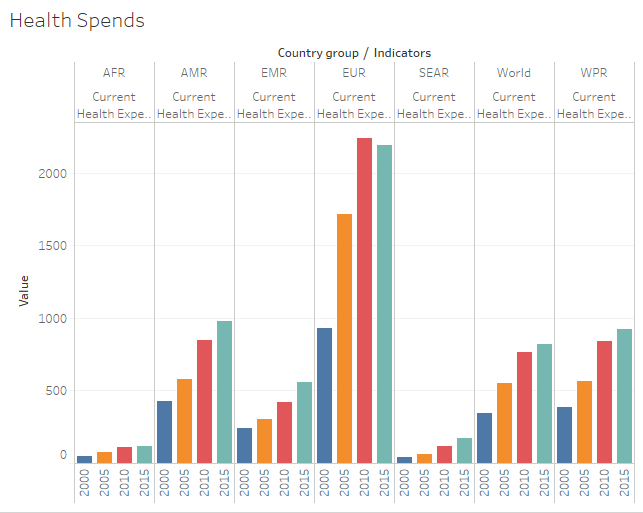 Health Spends
Country group / Indicators
AFR AMR EMR EUR SEAR World WPR
Current Current Current Current Current Current Current
Health Expe.. Health Expe.. Health Expe.. Health Expe.. Health Expe.. Health Expe.. Health Expe..
2000
1500
1000
500
0
Value
2000 2005 2010 2015 2000 2005 2010 2015 2000 2005 2010 2015 2000 2005 2010 2015 2000 2005 2010 2015 2000 2005 2010 2015 2000 2005 2010 2015